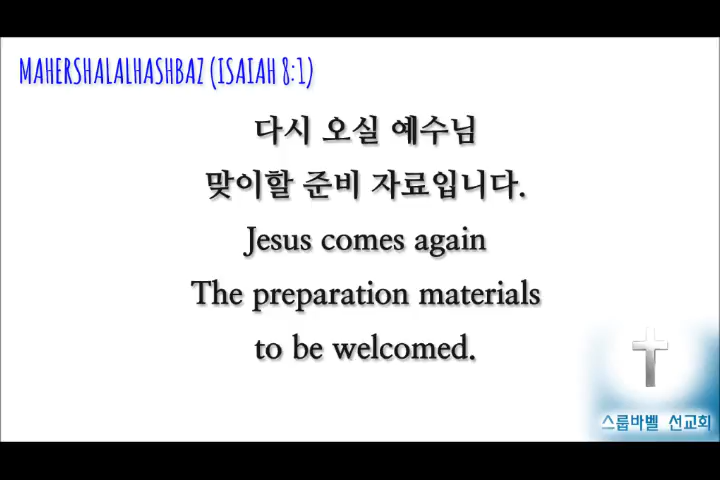 MAHERSHALALHASHBAZ (ISAIAH 8:1)
다시 오실 예수님
맞이할 준비 자료입니다.
Jesus comes again
The preparation materials
to be welcomed.
스룹바벨 선교회